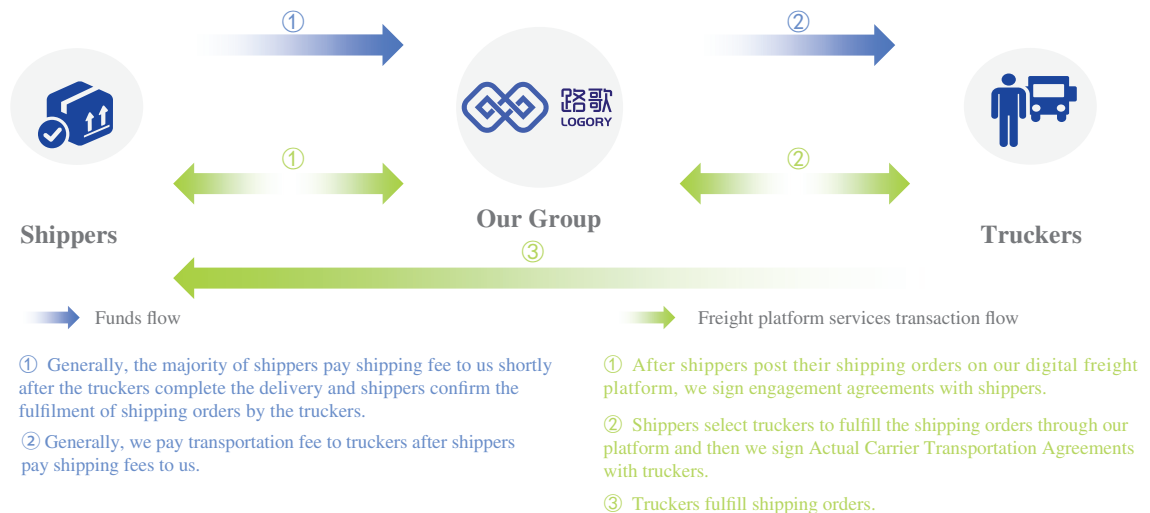 ① ②
路歌
LOGORY
① ②
Shippers
Our Group
Truckers
③
Funds flow
Freight platform services transaction flow
① Generally, the majority of shippers pay shipping fee to us shortly
after the truckers complete the delivery and shippers confirm the
fulfilment of shipping orders by the truckers.
② Generally, we pay transportation fee to truckers after shippers
pay shipping fees to us.
① After shippers post their shipping orders on our digital freight
platform, we sign engagement agreements with shippers.
② Shippers select truckers to fulfill the shipping orders through our
platform and then we sign Actual Carrier Transportation Agreements
with truckers.
③ Truckers fulfill shipping orders.